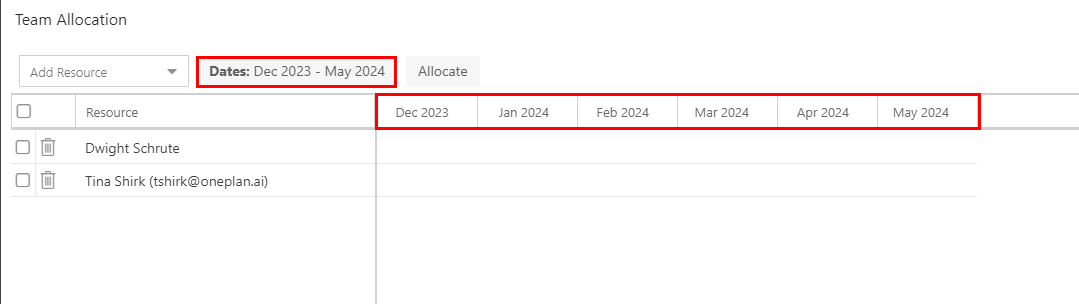 Team Allocation
Add Resource Dates: Dec 2023 - May 2024 Allocate
Resource Dec 2023 Jan 2024 Feb 2024 Mar 2024 Apr 2024 May 2024
Dwight Schrute
Tina Shirk (tshirk@oneplan.ai)